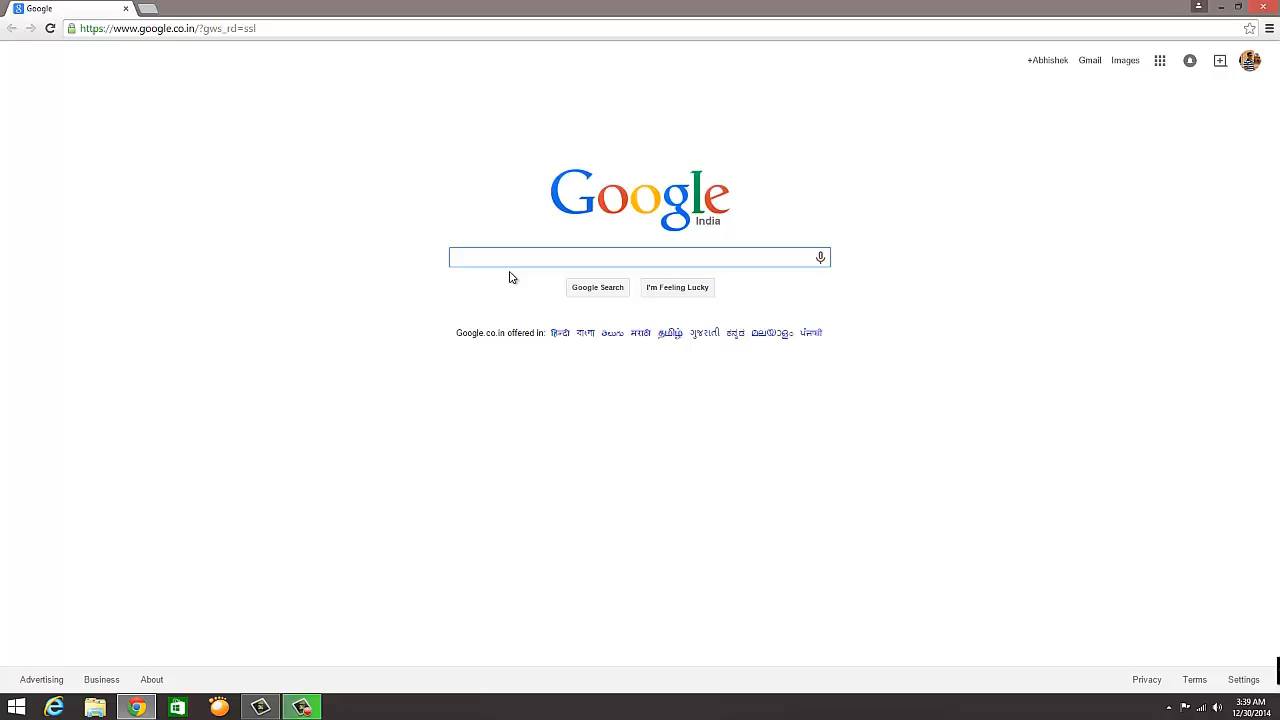 Google
https://www.google.co.in/?gws_rd=ssl
+Abhishek Gmail Images
Google
India
Google Search I'm Feeling Lucky
Google.co.in offered in: हिन्दी বাংলা తెలుగు मराठी தமிழ் ગુજરાતી ಕನ್ನಡ മലയാളം ਪੰਜਾਬੀ
Advertising Business About Privacy Terms Settings
3:39 AM
12/30/2014